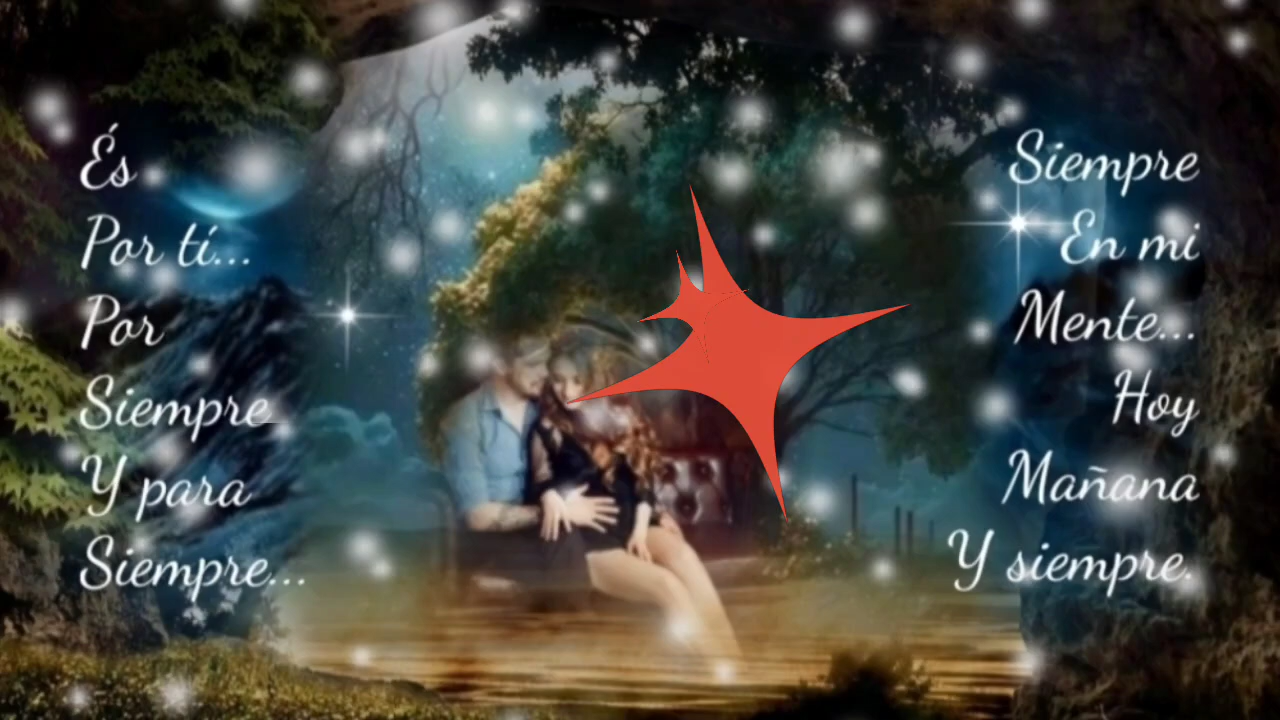 És
Por tí...
Por
Siempre
Y para
Siempre...
Siempre
En mi
Mente...
Hoy
Mañana
Y siempre.